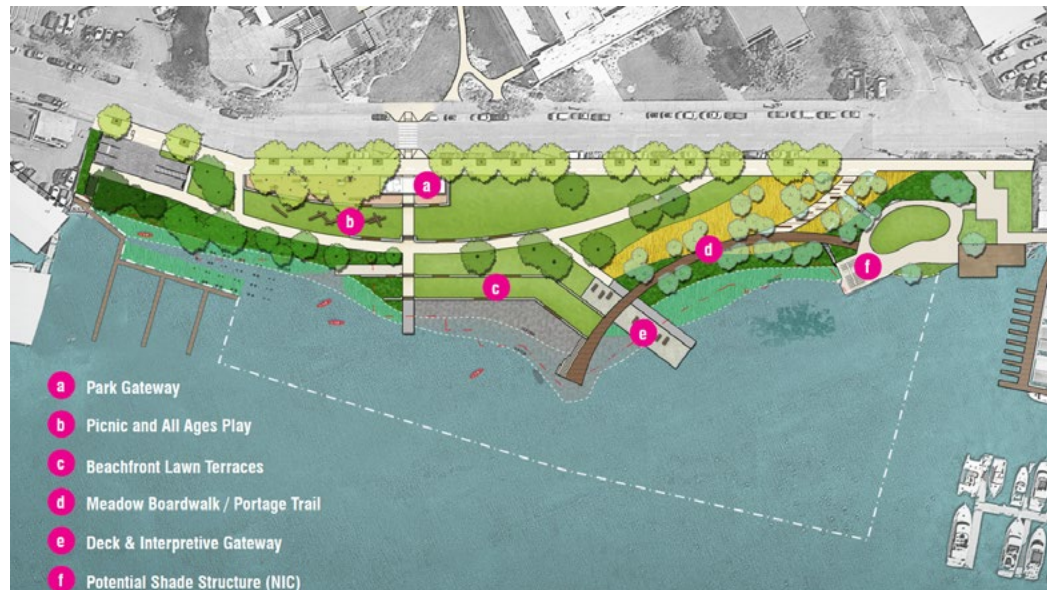 a
b
d
c
f
e
a Park Gateway
b Picnic and All Ages Play
c Beachfront Lawn Terraces
d Meadow Boardwalk / Portage Trail
e Deck & Interpretive Gateway
f Potential Shade Structure (NIC)